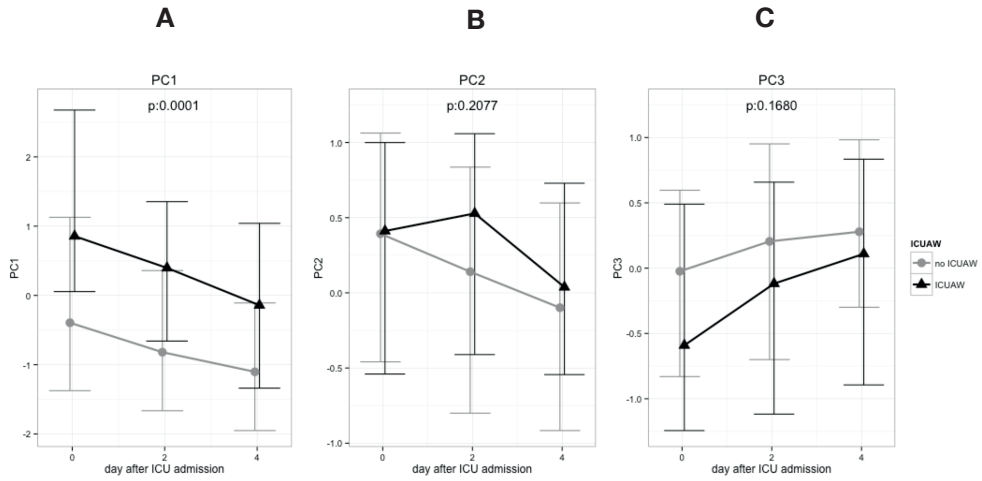 A
B
C
PC1
PC2
PC3
p:0.0001
p:0.2077
p:0.1680
PC1
2
1
0
-1
-2
0
2
4
day after ICU admission
PC2
1.0
0.5
0.0
-0.5
-1.0
0
2
4
day after ICU admission
PC3
1.0
0.5
0.0
-0.5
-1.0
0
2
4
day after ICU admission
ICUAW
no ICUAW
ICUAW